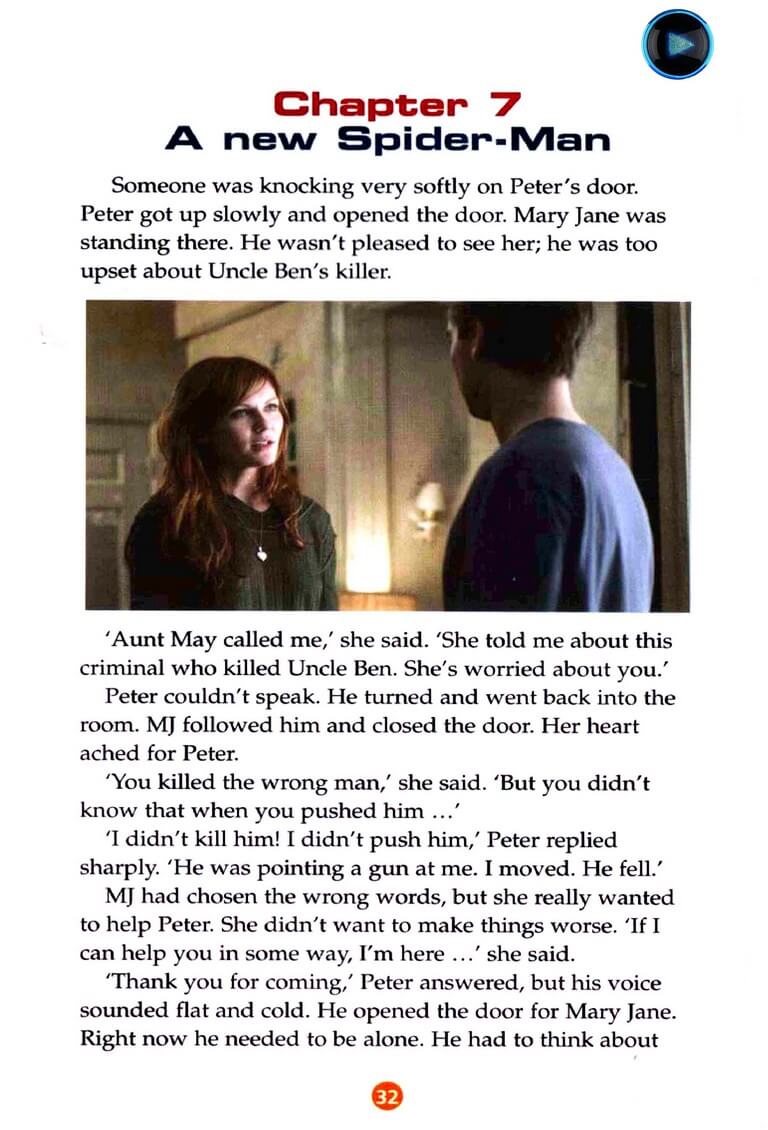 Chapter 7
A new Spider-Man
Someone was knocking very softly on Peter’s door.
Peter got up slowly and opened the door. Mary Jane was
standing there. He wasn’t pleased to see her; he was too
upset about Uncle Ben’s killer.
‘Aunt May called me,’ she said. ‘She told me about this
criminal who killed Uncle Ben. She’s worried about you.’
Peter couldn’t speak. He turned and went back into the
room. MJ followed him and closed the door. Her heart
ached for Peter.
‘You killed the wrong man,’ she said. ‘But you didn’t
know that when you pushed him ...’
‘I didn’t kill him! I didn’t push him,’ Peter replied
sharply. ‘He was pointing a gun at me. I moved. He fell.’
MJ had chosen the wrong words, but she really wanted
to help Peter. She didn’t want to make things worse. ‘If I
can help you in some way, I’m here ...’ she said.
‘Thank you for coming,’ Peter answered, but his voice
sounded flat and cold. He opened the door for Mary Jane.
Right now he needed to be alone. He had to think about
32